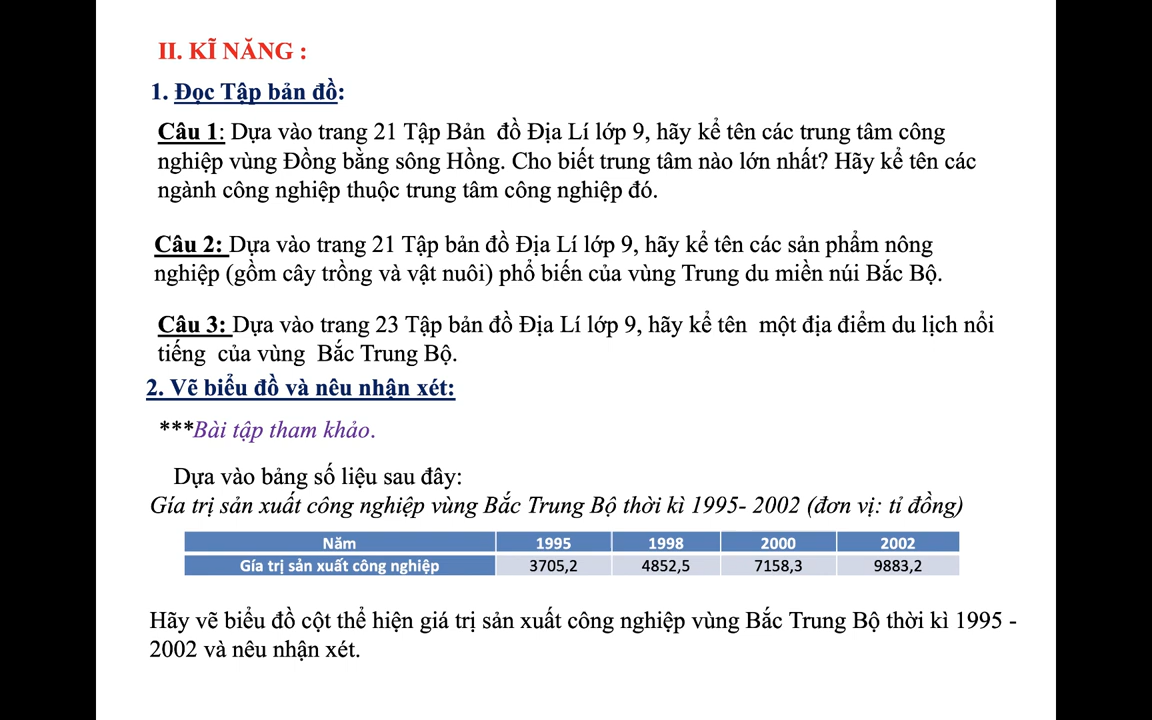 II. KĨ NĂNG :
1. Đọc Tập bản đồ:
Câu 1: Dựa vào trang 21 Tập Bản đồ Địa Lí lớp 9, hãy kể tên các trung tâm công
nghiệp vùng Đồng bằng sông Hồng. Cho biết trung tâm nào lớn nhất? Hãy kể tên các
ngành công nghiệp thuộc trung tâm công nghiệp đó.
Câu 2: Dựa vào trang 21 Tập bản đồ Địa Lí lớp 9, hãy kể tên các sản phẩm nông
nghiệp (gồm cây trồng và vật nuôi) phổ biến của vùng Trung du miền núi Bắc Bộ.
Câu 3: Dựa vào trang 23 Tập bản đồ Địa Lí lớp 9, hãy kể tên một địa điểm du lịch nổi
tiếng của vùng Bắc Trung Bộ.
2. Vẽ biểu đồ và nêu nhận xét:
***Bài tập tham khảo.
Dựa vào bảng số liệu sau đây:
Gía trị sản xuất công nghiệp vùng Bắc Trung Bộ thời kì 1995- 2002 (đơn vị: tỉ đồng)
Năm 1995 1998 2000 2002
Gía trị sản xuất công nghiệp 3705,2 4852,5 7158,3 9883,2
Hãy vẽ biểu đồ cột thể hiện giá trị sản xuất công nghiệp vùng Bắc Trung Bộ thời kì 1995 -
2002 và nêu nhận xét.